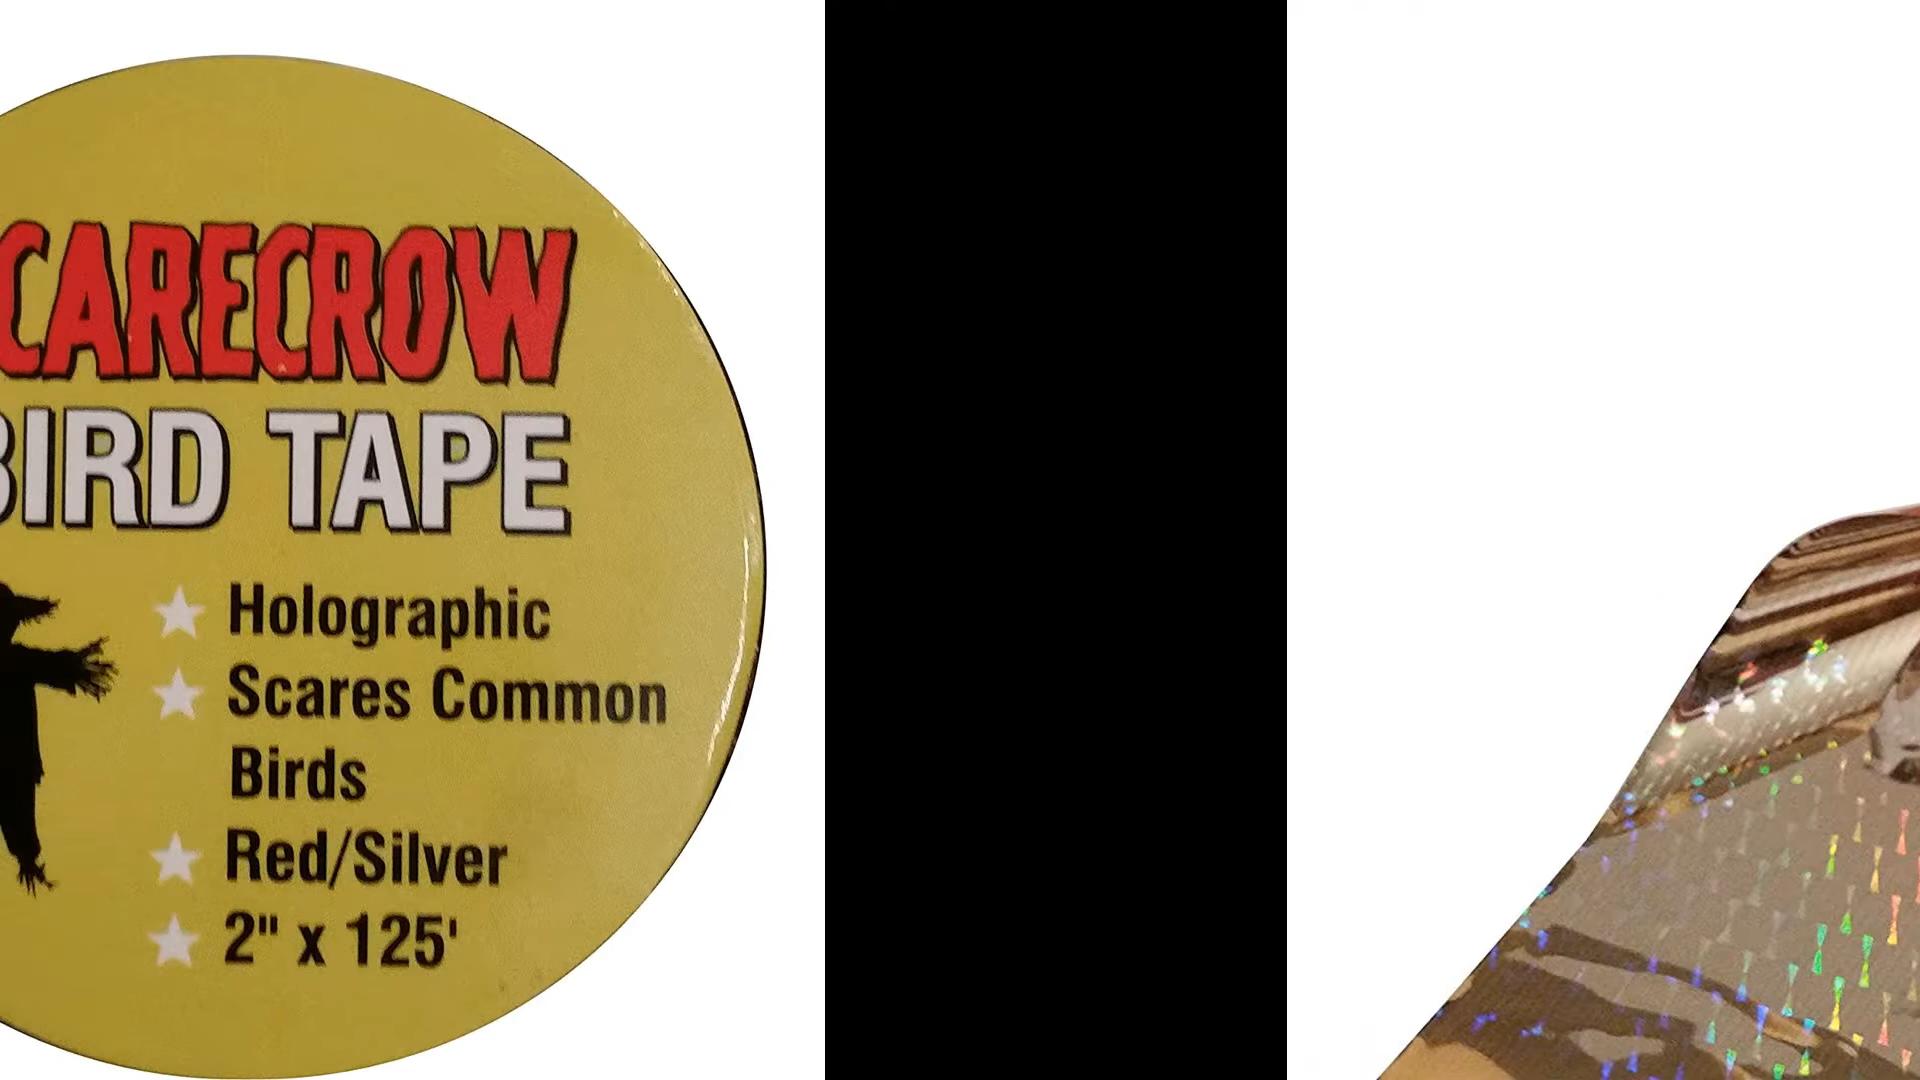 CARECROW
BIRD TAPE
Holographic
Scares Common
Birds
Red/Silver
2" x 125'